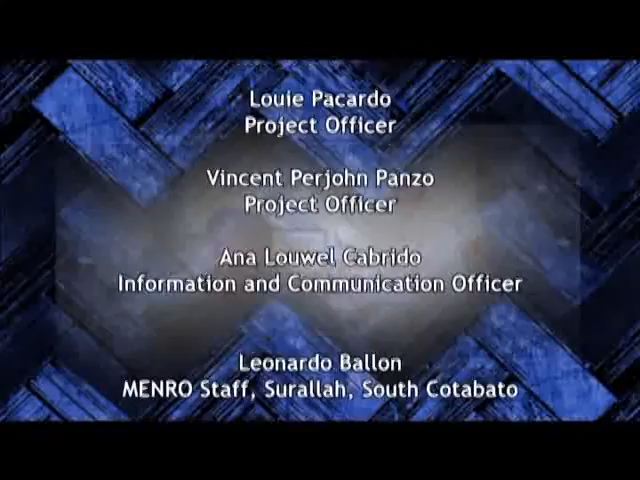 Louie Pacardo
Project Officer
Vincent Perjohn Panzo
Project Officer
Ana Louwel Cabrido
Information and Communication Officer
Leonardo Ballon
MENRO Staff, Surallah, South Cotabato